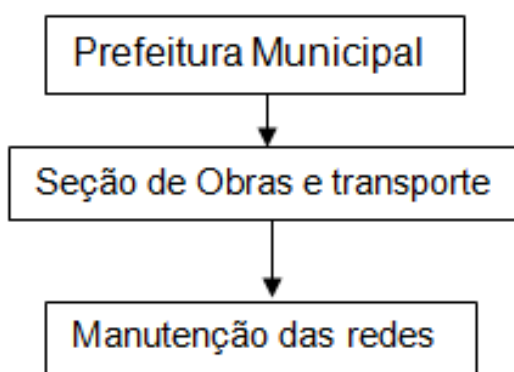 Prefeitura Municipal
Seção de Obras e transporte
Manutenção das redes